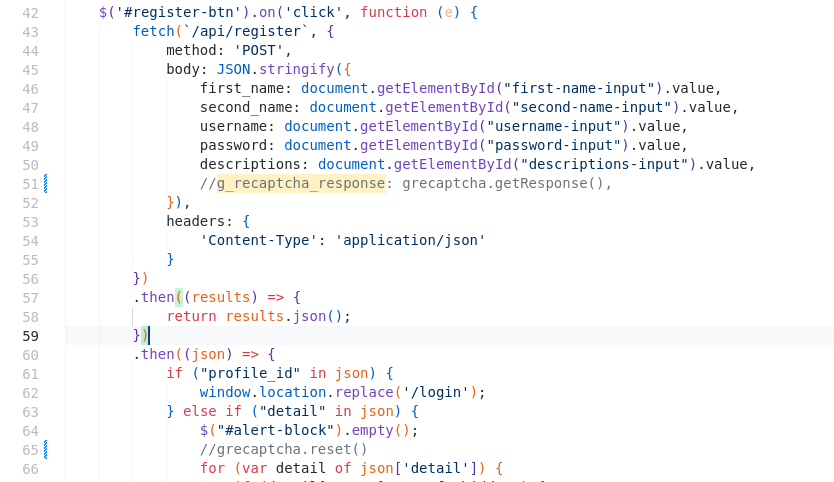 42 $('#register-btn').on('click', function (e) {
43 fetch(`/api/register`, {
44 method: 'POST',
45 body: JSON.stringify({
46 first_name: document.getElementById("first-name-input").value,
47 second_name: document.getElementById("second-name-input").value,
48 username: document.getElementById("username-input").value,
49 password: document.getElementById("password-input").value,
50 descriptions: document.getElementById("descriptions-input").value,
51 //g_recaptcha_response: grecaptcha.getResponse(),
52 }),
53 headers: {
54 'Content-Type': 'application/json'
55 }
56 })
57 .then((results) => {
58 return results.json();
59 })
60 .then((json) => {
61 if ("profile_id" in json) {
62 window.location.replace('/login');
63 } else if ("detail" in json) {
64 $("#alert-block").empty();
65 //grecaptcha.reset()
66 for (var detail of json['detail']) {